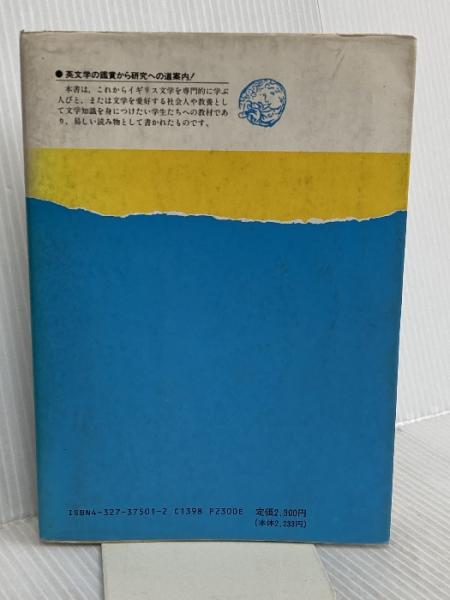 ●英文学の鑑賞から研究への道案内！
本書は、これからイギリス文学を専門的に学ぶ
人びと、または文学を愛好する社会人や教養とし
て文学知識を身につけたい学生たちへの教材であ
り、易しい読み物として書かれたものです。
ISBN4-327-37501-2 C1398 P2300E 定価2,300円
(本体2,233円)